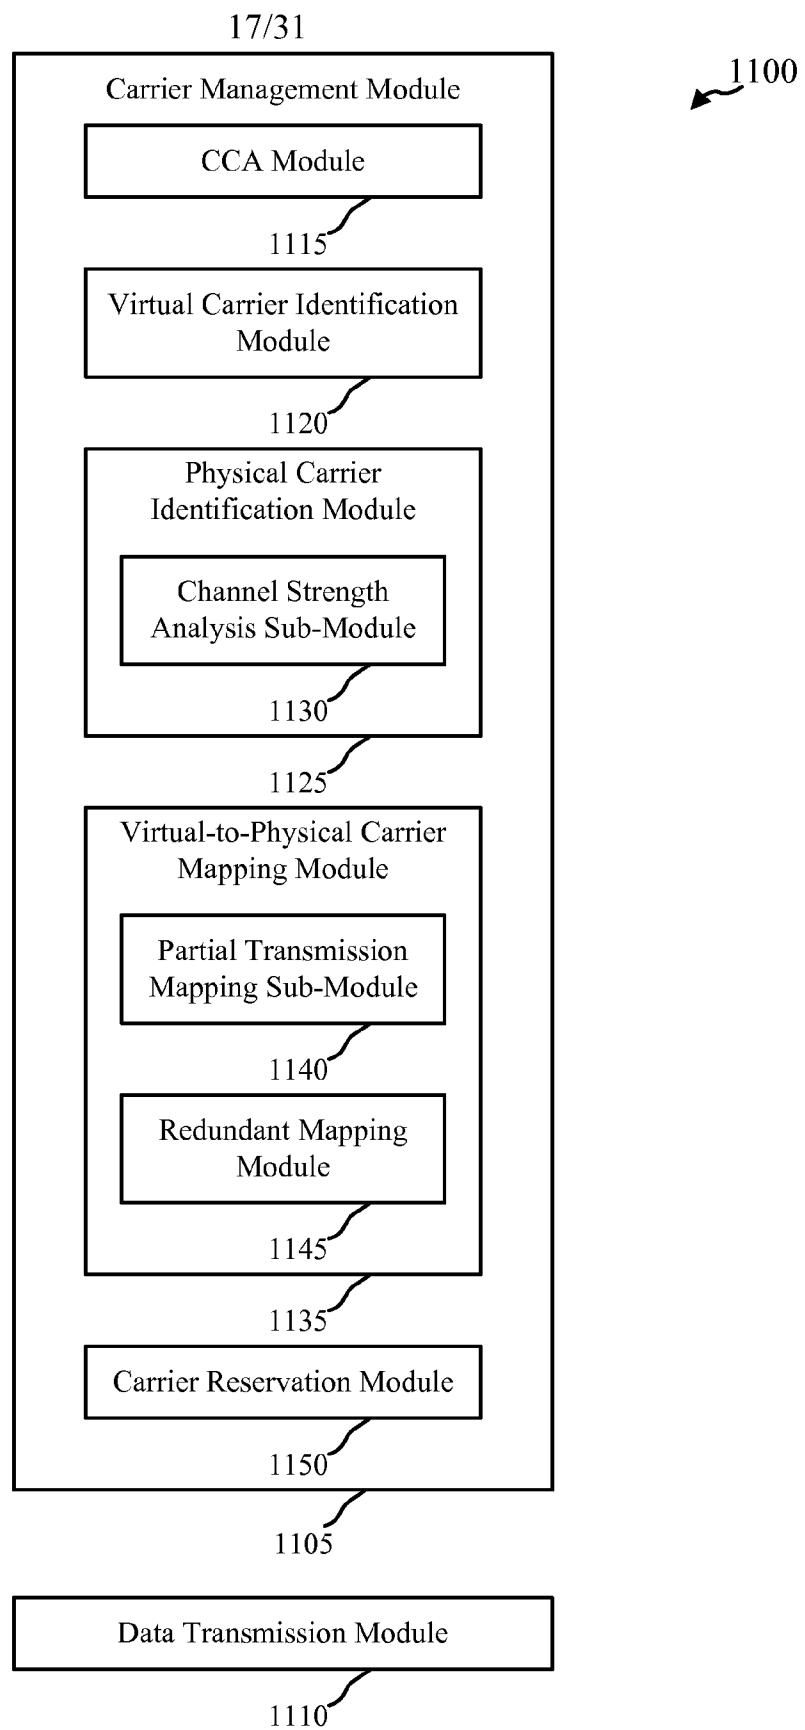 17/31
1100
Carrier Management Module
CCA Module
1115
Virtual Carrier Identification
Module
1120
Physical Carrier
Identification Module
Channel Strength
Analysis Sub-Module
1130
1125
Virtual-to-Physical Carrier
Mapping Module
Partial Transmission
Mapping Sub-Module
1140
Redundant Mapping
Module
1145
1135
Carrier Reservation Module
1150
1105
Data Transmission Module
1110